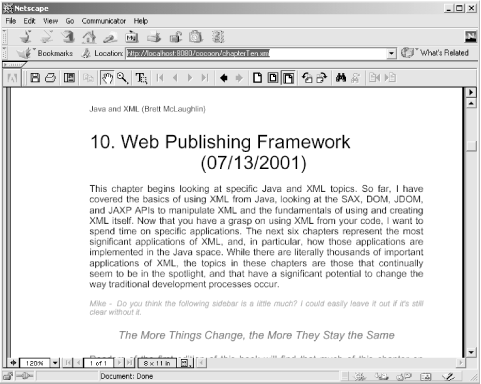 Netscape
File Edit View Go Communicator Help
Bookmarks Location: http://localhost:8080/cocoon/chapterTen.xml What's Related
Java and XML (Brett McLaughlin)
10. Web Publishing Framework
(07/13/2001)
This chapter begins looking at specific Java and XML topics. So far, I have
covered the basics of using XML from Java, looking at the SAX, DOM, JDOM,
and JAXP APIs to manipulate XML and the fundamentals of using and creating
XML itself. Now that you have a grasp on using XML from your code, I want to
spend time on specific applications. The next six chapters represent the most
significant applications of XML, and, in particular, how those applications are
implemented in the Java space. While there are literally thousands of important
applications of XML, the topics in these chapters are those that continually
seem to be in the spotlight, and that have a significant potential to change the
way traditional development processes occur.
Mike - Do you think the following sidebar is a little much? I could easily leave it out if it's still
clear without it.
The More Things Change, the More They Stay the Same
120% 1 of 1 8 x 11 in
Document: Done